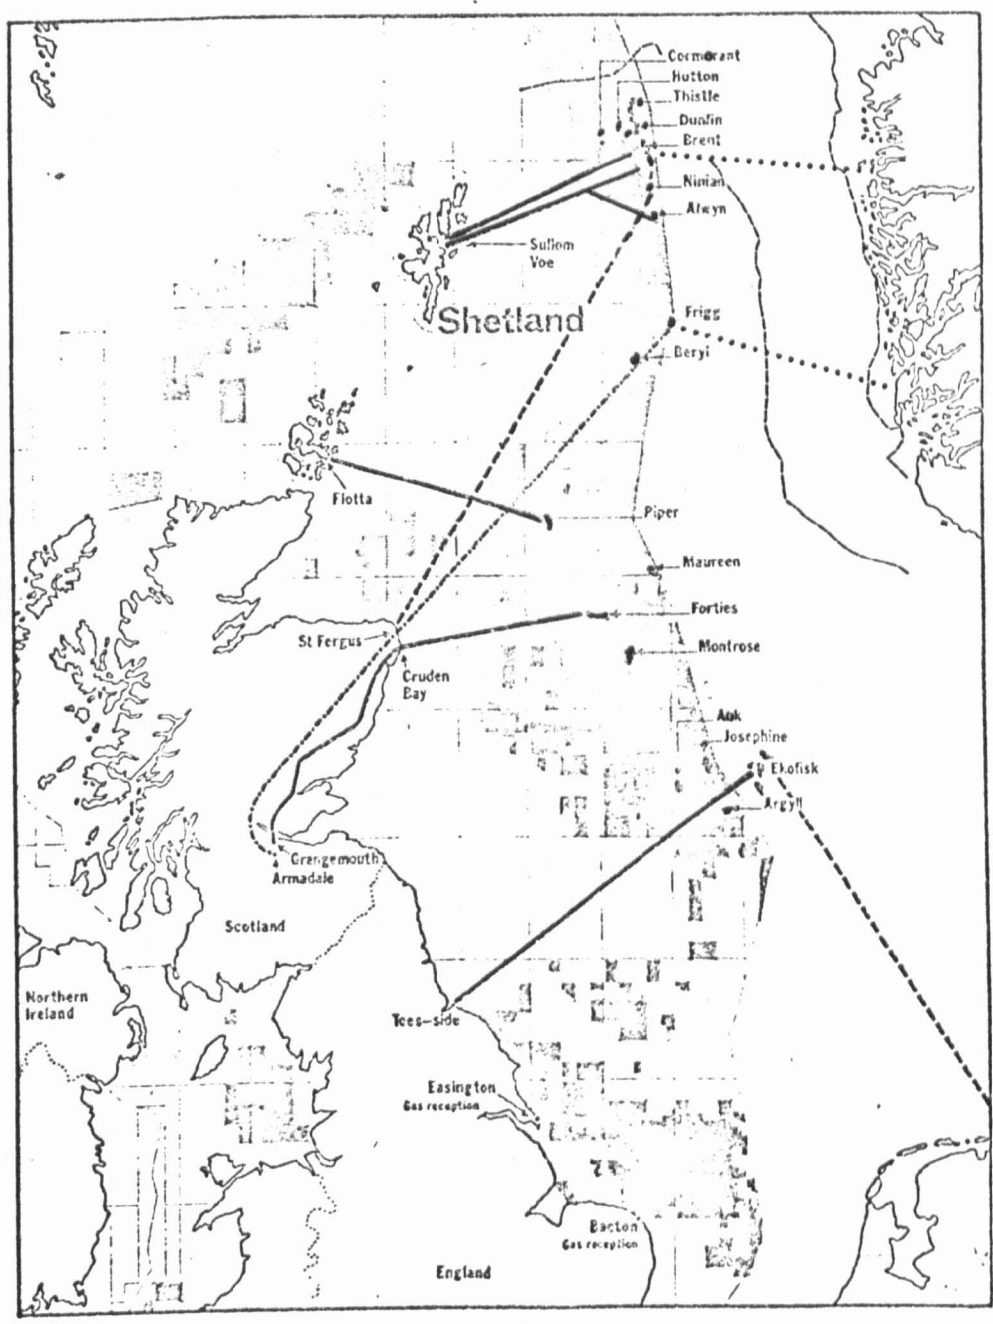 Cormorant
Hutton
Thistle
Dunlin
Brent
Ninian
Alwyn
Sullom
Voe
Shetland
Frigg
Beryl
Flotta
Piper
Maureen
Forties
St Fergus
Montrose
Cruden
Bay
Auk
Josephine
Ekofisk
Argyll
Grangemouth
Armadale
Scotland
Northern
Ireland
Tees-side
Easington
Gas reception
Bacton
Gas reception
England